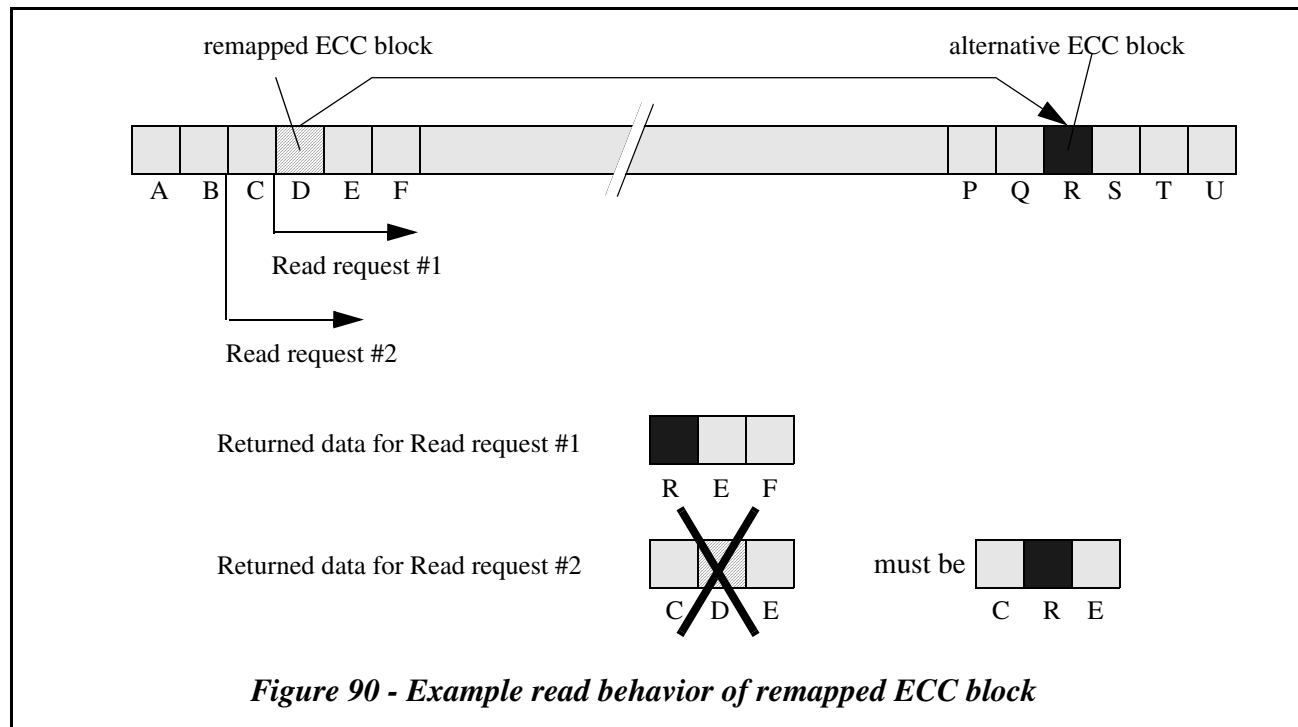 remapped ECC block
alternative ECC block
A B C D E F P Q R S T U
Read request #1
Read request #2
Returned data for Read request #1
R E F
Returned data for Read request #2
must be
C D E
C R E
Figure 90 - Example read behavior of remapped ECC block